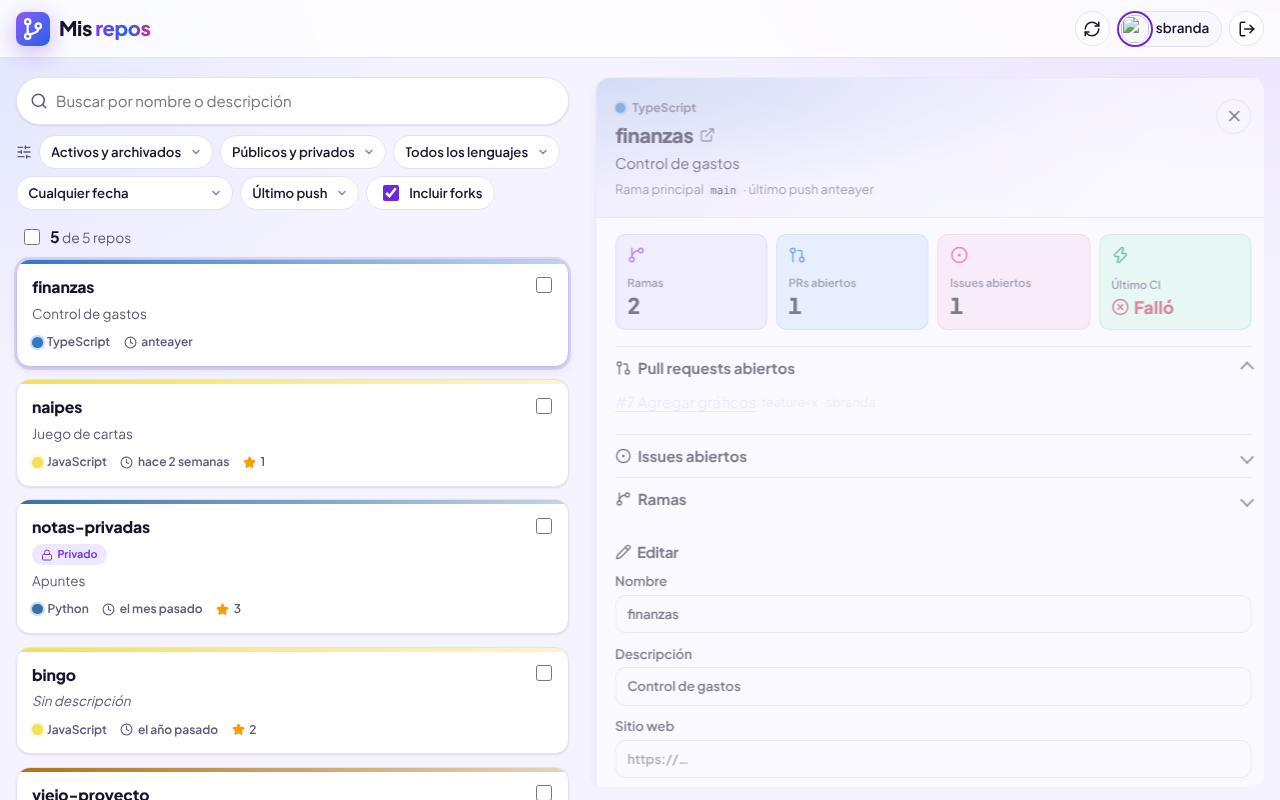 Mis repos
sbranda
Buscar por nombre o descripción
Activos y archivados
Públicos y privados
Todos los lenguajes
Cualquier fecha
Último push
Incluir forks
5 de 5 repos
finanzas
Control de gastos
TypeScript
anteayer
naipes
Juego de cartas
JavaScript
hace 2 semanas
1
notas-privadas
Privado
Apuntes
Python
el mes pasado
3
bingo
Sin descripción
JavaScript
el año pasado
2
viejo-proyecto
TypeScript
finanzas
Control de gastos
Rama principal main · último push anteayer
Ramas
2
PRs abiertos
1
Issues abiertos
1
Último CI
Falló
Pull requests abiertos
#7 Agregar gráficos feature-x · sbranda
Issues abiertos
Ramas
Editar
Nombre
finanzas
Descripción
Control de gastos
Sitio web
https://…